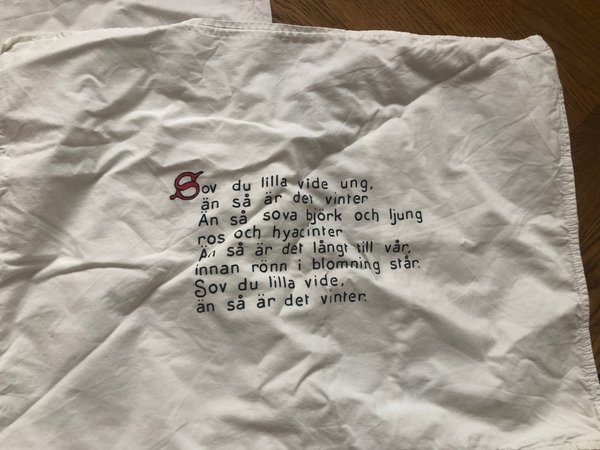 Sov du lilla vide ung,
än så är det vinter
Än så sova björk och ljung
ros och hyacinter
Än så är det långt till vår,
innan rönn i blomning står.
Sov du lilla vide,
än så är det vinter.